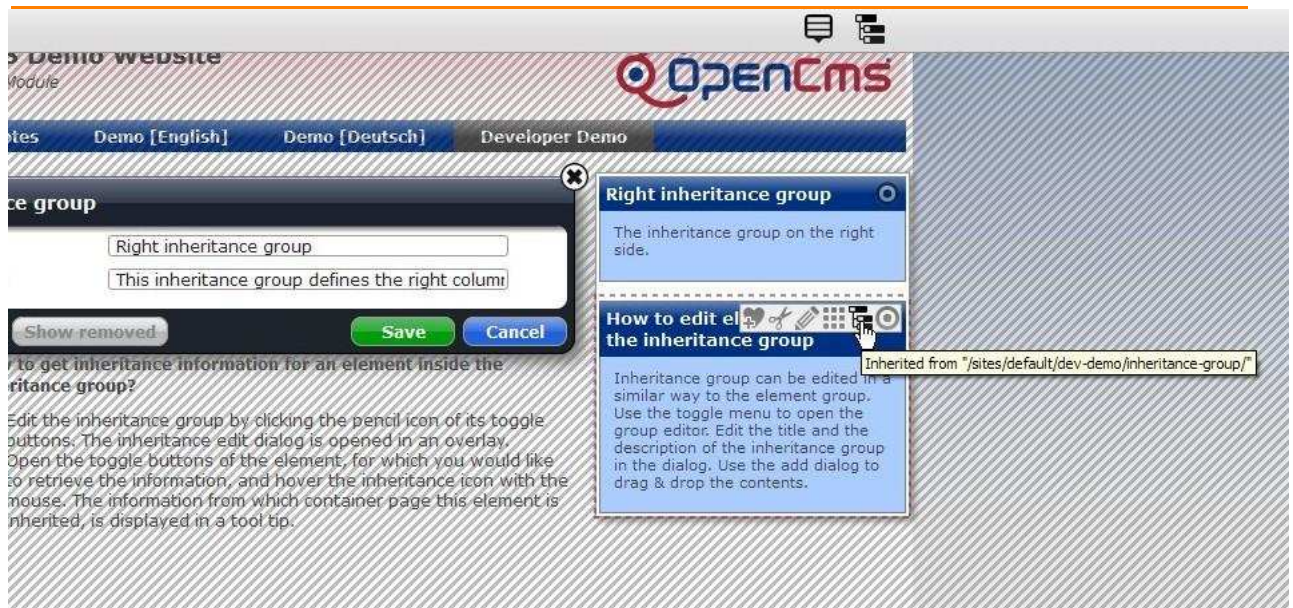 Demo Website
Module
OpenCms
Demo [English]
Demo [Deutsch]
Developer Demo
ce group
Right inheritance group
This inheritance group defines the right column
Show removed
Save
Cancel
to get inheritance information for an element inside the
ritance group?
Edit the inheritance group by clicking the pencil icon of its toggle
buttons. The inheritance edit dialog is opened in an overlay.
Open the toggle buttons of the element, for which you would like
to retrieve the information, and hover the inheritance icon with the
mouse. The information from which container page this element is
inherited, is displayed in a tool tip.
Right inheritance group
The inheritance group on the right
side.
How to edit el
the inheritance group
Inherited from "/sites/default/dev-demo/inheritance-group/"
Inheritance group can be edited in a
similar way to the element group.
Use the toggle menu to open the
group editor. Edit the title and the
description of the inheritance group
in the dialog. Use the add dialog to
drag & drop the contents.